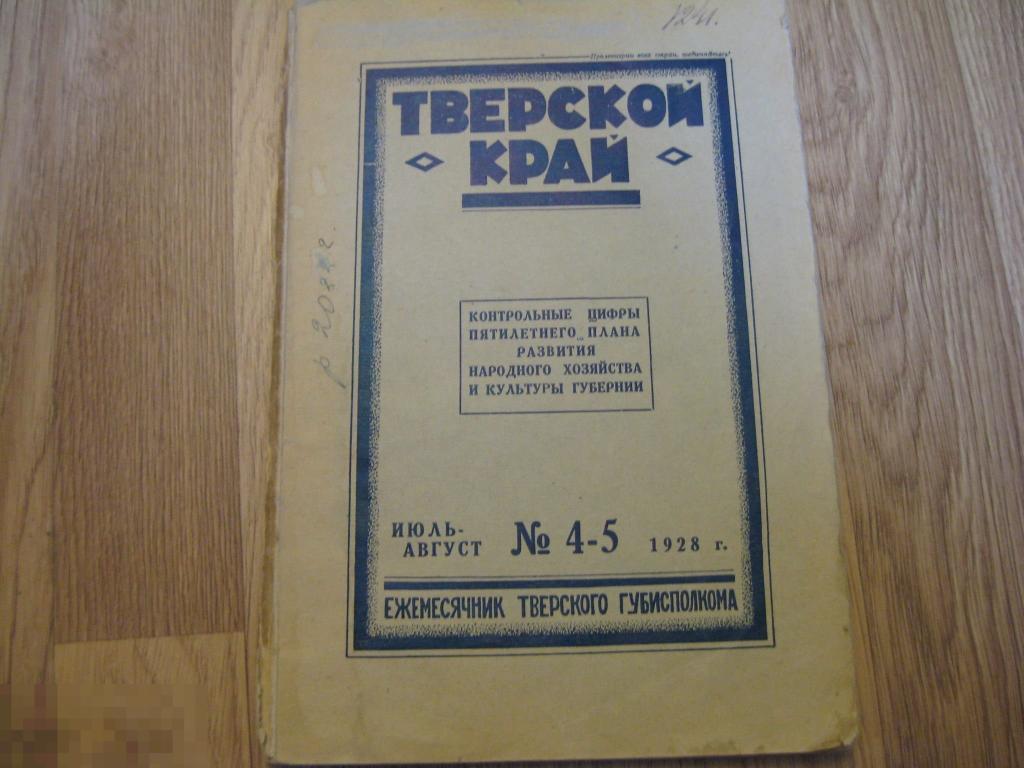 Пролетарии всех стран, соединяйтесь!
ТВЕРСКОЙ
КРАЙ
КОНТРОЛЬНЫЕ ЦИФРЫ
ПЯТИЛЕТНЕГО ПЛАНА
РАЗВИТИЯ
НАРОДНОГО ХОЗЯЙСТВА
И КУЛЬТУРЫ ГУБЕРНИИ
ИЮЛЬ-
АВГУСТ № 4-5 1928 г.
ЕЖЕМЕСЯЧНИК ТВЕРСКОГО ГУБИСПОЛКОМА